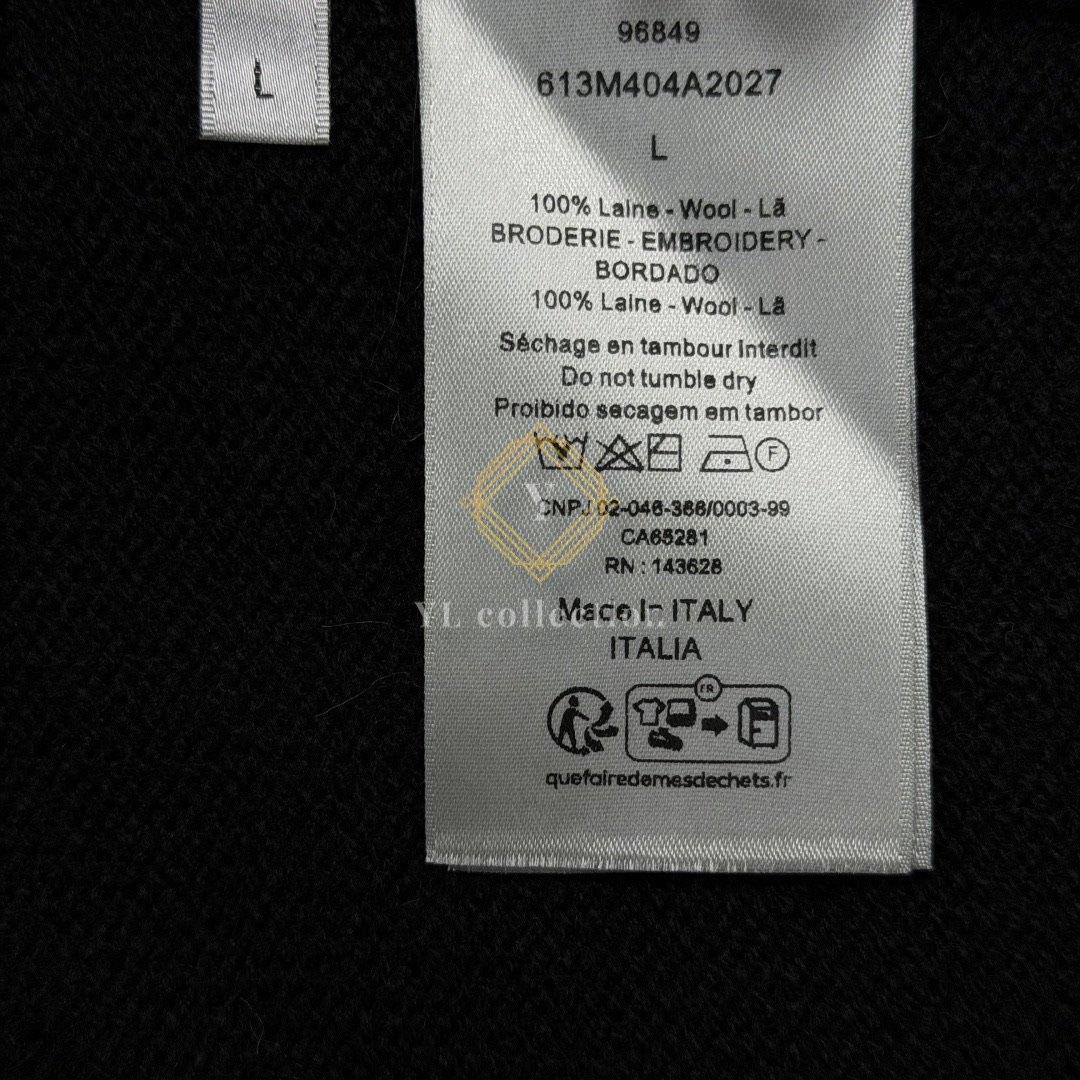 L
96849
613M404A2027
L
100% Laine - Wool - Lã
BRODERIE - EMBROIDERY -
BORDADO
100% Laine - Wool - Lã
Séchage en tambour interdit
Do not tumble dry
Proibido secagem em tambor
F
Y
CNPJ 02-046-366/0003-99
CA65281
RN : 143628
Made In ITALY
YL collection
ITALIA
FR
quefairedemesdechets.fr